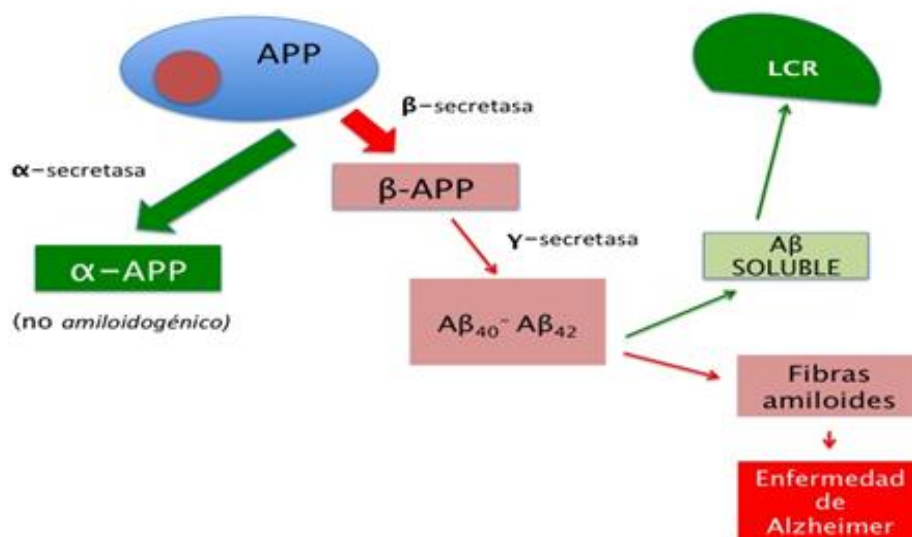 APP
LCR
β-secretasa
α-secretasa
β-APP
γ-secretasa
Aβ
SOLUBLE
α-APP
(no amiloidogénico)
Aβ₄₀- Aβ₄₂
Fibras
amiloides
Enfermedad
de
Alzheimer